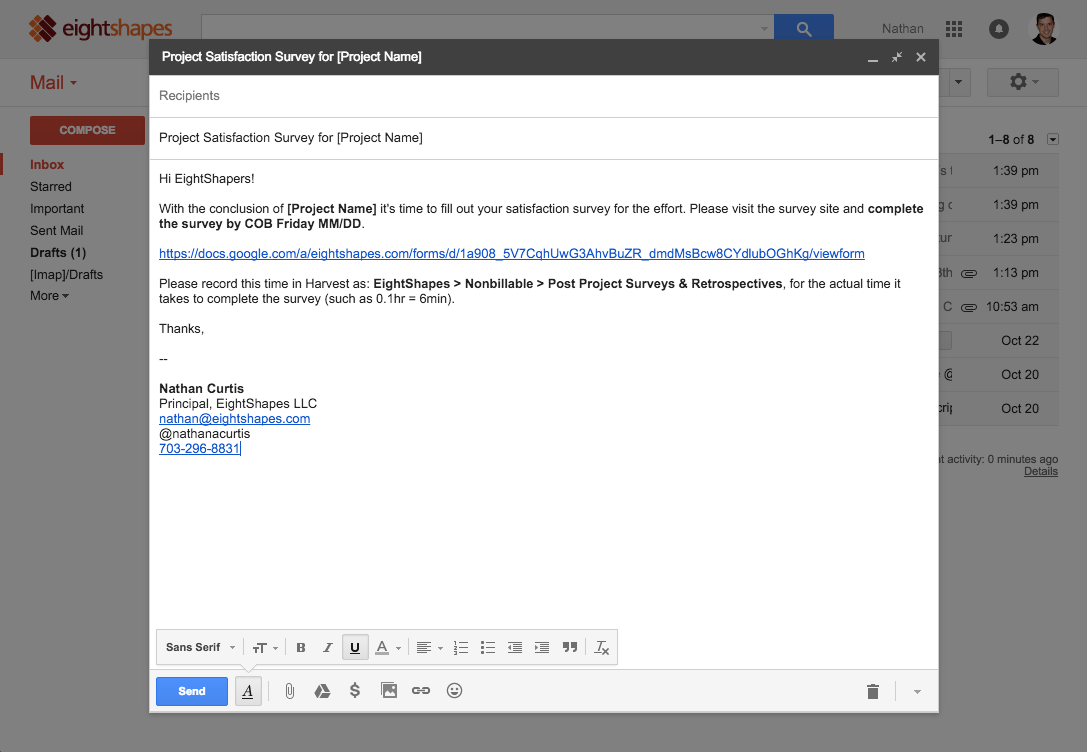 eightshapes
Nathan
Project Satisfaction Survey for [Project Name]
Mail
COMPOSE
Inbox
Starred
Important
Sent Mail
Drafts (1)
[Imap]/Drafts
More
Recipients
Project Satisfaction Survey for [Project Name]
Hi EightShapers!
With the conclusion of [Project Name] it's time to fill out your satisfaction survey for the effort. Please visit the survey site and complete
the survey by COB Friday MM/DD.
https://docs.google.com/a/eightshapes.com/forms/d/1a908_5V7CqhUwG3AhvBuZR_dmdMsBcw8CYdlubOGhKg/viewform
Please record this time in Harvest as: EightShapes > Nonbillable > Post Project Surveys & Retrospectives, for the actual time it
takes to complete the survey (such as 0.1hr = 6min).
Thanks,
--
Nathan Curtis
Principal, EightShapes LLC
nathan@eightshapes.com
@nathanacurtis
703-296-8831
1–8 of 8
1:39 pm
1:39 pm
1:23 pm
1:13 pm
C 10:53 am
Oct 22
@ Oct 20
Oct 20
activity: 0 minutes ago
Details
Sans Serif
B I U A
Send A